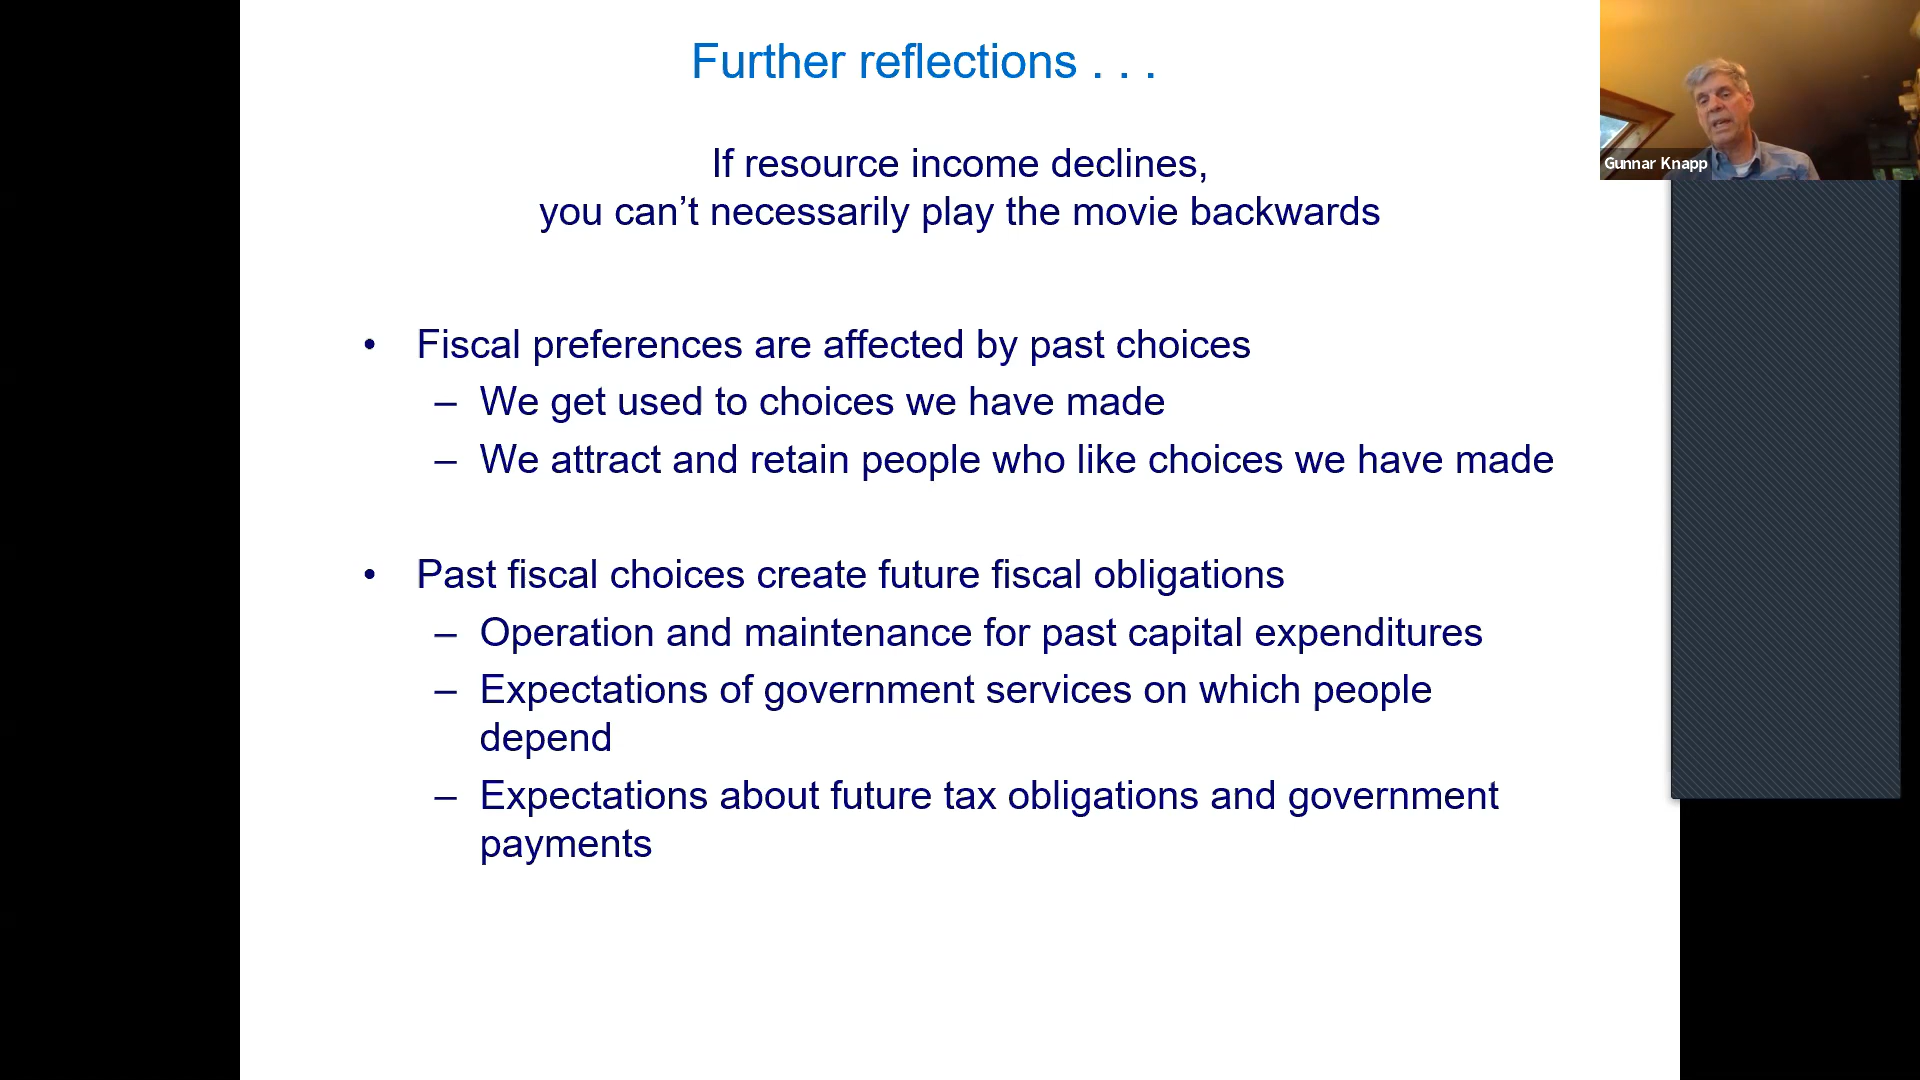 Further reflections . . .
If resource income declines,
you can’t necessarily play the movie backwards
• Fiscal preferences are affected by past choices
– We get used to choices we have made
– We attract and retain people who like choices we have made
• Past fiscal choices create future fiscal obligations
– Operation and maintenance for past capital expenditures
– Expectations of government services on which people
depend
– Expectations about future tax obligations and government
payments
Gunnar Knapp